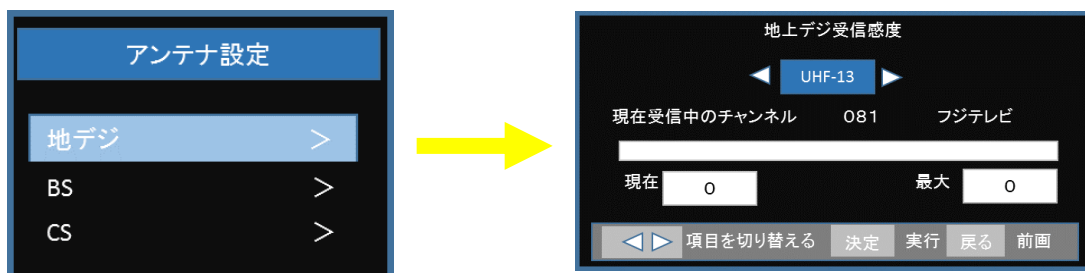 アンテナ設定
地デジ >
BS >
CS >
地上デジ受信感度
UHF-13
現在受信中のチャンネル 081 フジテレビ
現在 0 最大 0
項目を切り替える 決定 実行 戻る 前画